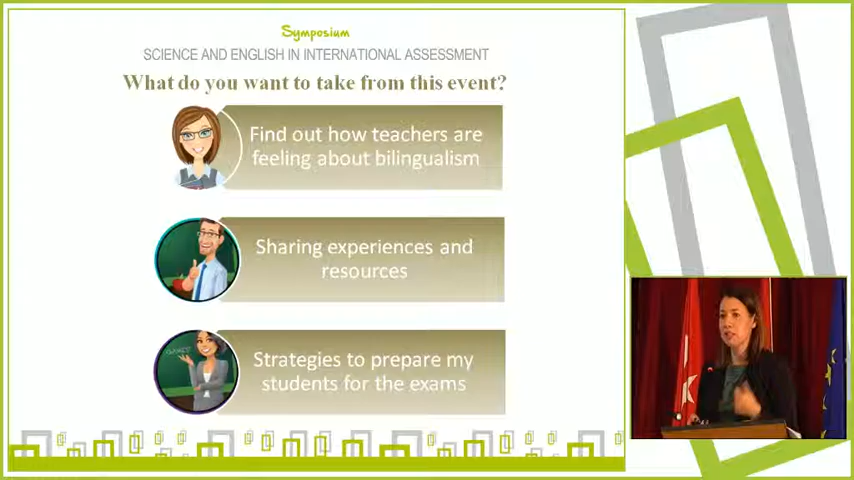 Symposium
SCIENCE AND ENGLISH IN INTERNATIONAL ASSESSMENT
What do you want to take from this event?
Find out how teachers are
feeling about bilingualism
Sharing experiences and
resources
Strategies to prepare my
students for the exams